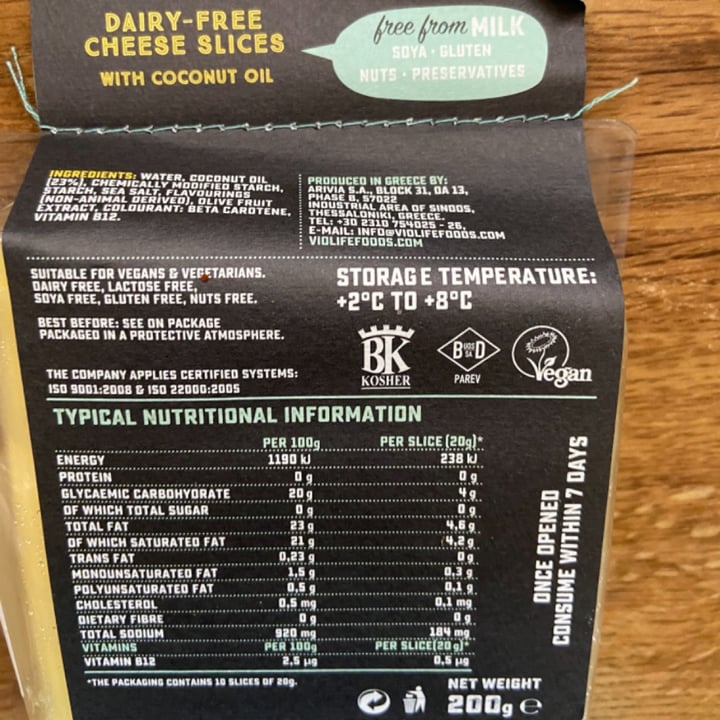 DAIRY-FREE
CHEESE SLICES
WITH COCONUT OIL
free from MILK
SOYA · GLUTEN
NUTS · PRESERVATIVES
INGREDIENTS: WATER, COCONUT OIL
(23%), CHEMICALLY MODIFIED STARCH,
STARCH, SEA SALT, FLAVOURINGS
(NON-ANIMAL DERIVED), OLIVE FRUIT
EXTRACT, COLOURANT: BETA CAROTENE,
VITAMIN B12.
PRODUCED IN GREECE BY:
ARIVIA S.A., BLOCK 31, DA 13,
PHASE B, 57022
INDUSTRIAL AREA OF SINDOS,
THESSALONIKI, GREECE.
TEL: +30 2310 754025 - 26,
E-MAIL: INFO@VIOLIFEFOODS.COM
VIOLIFEFOODS.COM
SUITABLE FOR VEGANS & VEGETARIANS.
DAIRY FREE, LACTOSE FREE,
SOYA FREE, GLUTEN FREE, NUTS FREE.
BEST BEFORE: SEE ON PACKAGE
PACKAGED IN A PROTECTIVE ATMOSPHERE.
THE COMPANY APPLIES CERTIFIED SYSTEMS:
ISO 9001:2008 & ISO 22000:2005
STORAGE TEMPERATURE:
+2°C TO +8°C
BK
KOSHER
B UOS SA D
PAREV
Vegan
TYPICAL NUTRITIONAL INFORMATION
PER 100g PER SLICE (20g)*
ENERGY 1190 kJ 238 kJ
PROTEIN 0 g 0 g
GLYCAEMIC CARBOHYDRATE 20 g 4 g
OF WHICH TOTAL SUGAR 0 g 0 g
TOTAL FAT 23 g 4,6 g
OF WHICH SATURATED FAT 21 g 4,2 g
TRANS FAT 0,23 g 0 g
MONOUNSATURATED FAT 1,5 g 0,3 g
POLYUNSATURATED FAT 0,5 g 0,1 g
CHOLESTEROL 0,5 mg 0,1 mg
DIETARY FIBRE 0 g 0 g
TOTAL SODIUM 920 mg 184 mg
VITAMINS PER 100g PER SLICE(20g)*
VITAMIN B12 2,5 µg 0,5 µg
*THE PACKAGING CONTAINS 10 SLICES OF 20g.
ONCE OPENED
CONSUME WITHIN 7 DAYS
NET WEIGHT
200g ℮